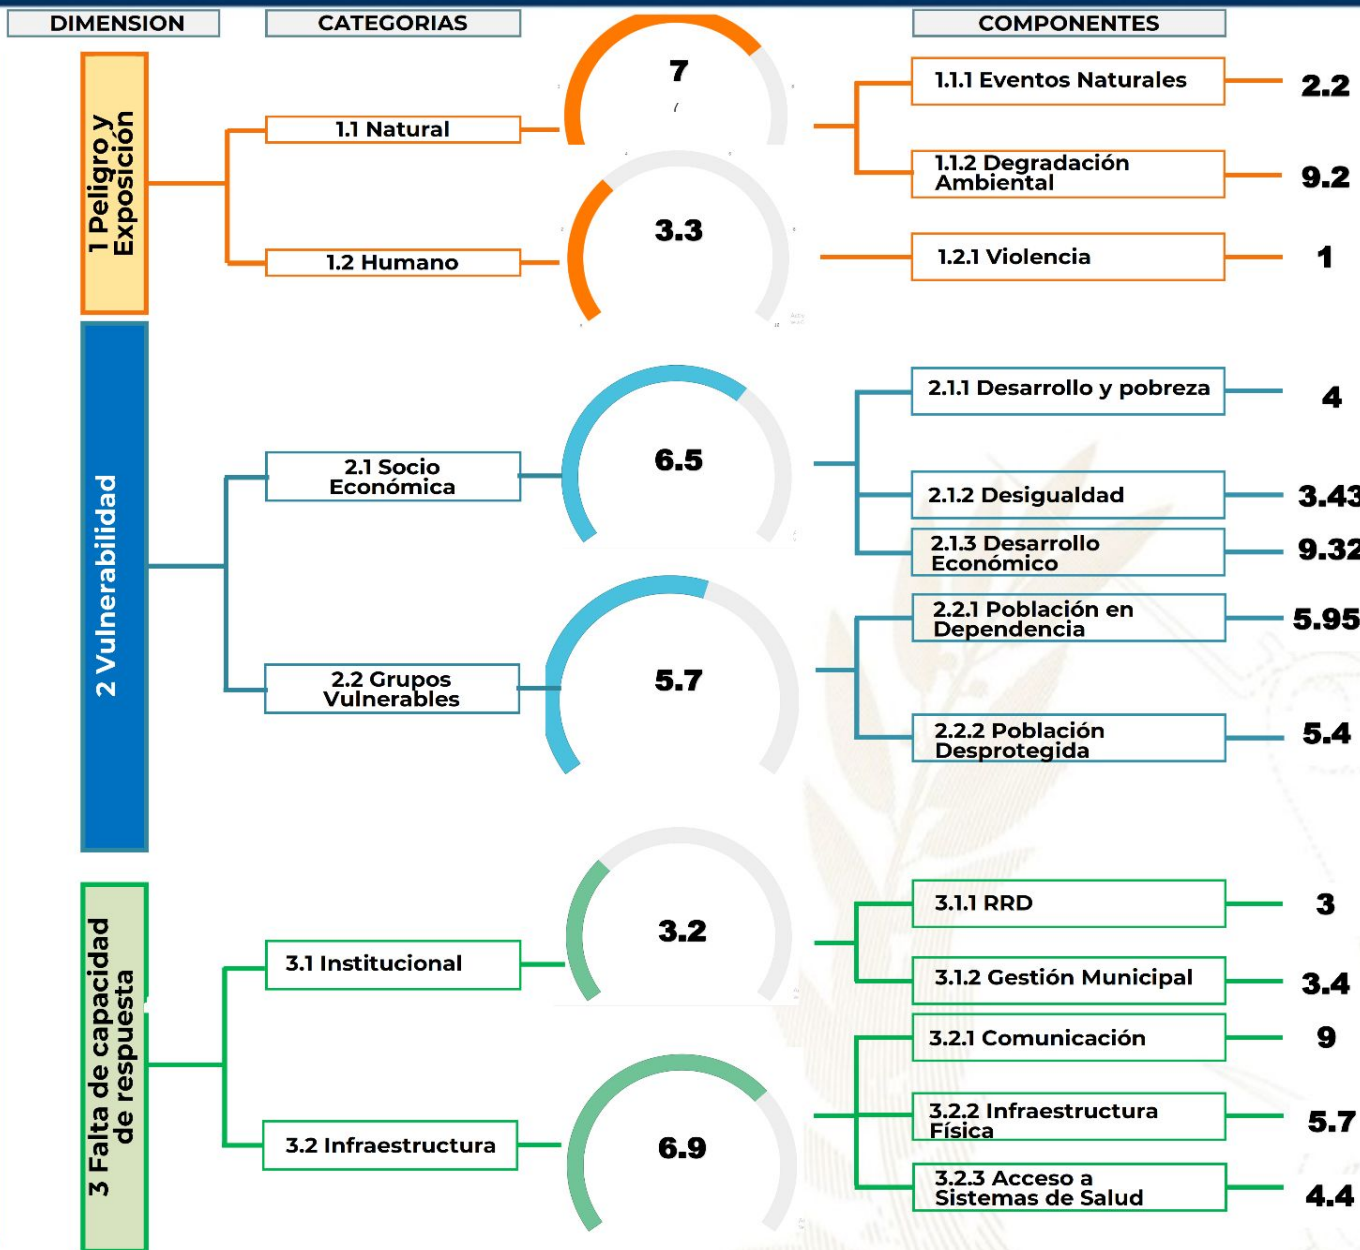 DIMENSION
CATEGORIAS
COMPONENTES
1 Peligro y
Exposición
1.1 Natural
7
7
1.1.1 Eventos Naturales
2.2
1.1.2 Degradación
Ambiental
9.2
1.2 Humano
3.3
1.2.1 Violencia
1
2 Vulnerabilidad
2.1 Socio
Económica
6.5
2.1.1 Desarrollo y pobreza
4
2.1.2 Desigualdad
3.43
2.1.3 Desarrollo
Económico
9.32
2.2 Grupos
Vulnerables
5.7
2.2.1 Población en
Dependencia
5.95
2.2.2 Población
Desprotegida
5.4
3 Falta de capacidad
de respuesta
3.1 Institucional
3.2
3.1.1 RRD
3
3.1.2 Gestión Municipal
3.4
3.2 Infraestructura
6.9
3.2.1 Comunicación
9
3.2.2 Infraestructura
Física
5.7
3.2.3 Acceso a
Sistemas de Salud
4.4